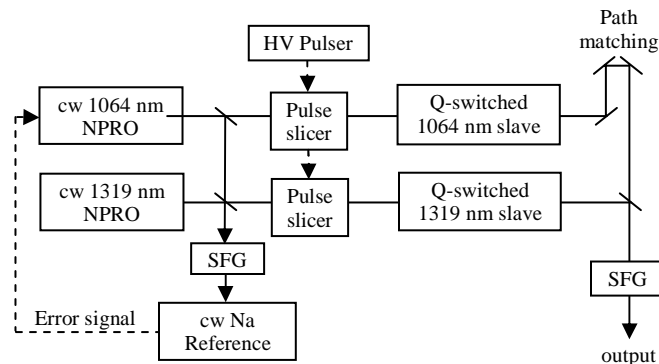 Path
matching
HV Pulser
cw 1064 nm
NPRO
Pulse
slicer
Q-switched
1064 nm slave
cw 1319 nm
NPRO
Pulse
slicer
Q-switched
1319 nm slave
SFG
SFG
Error signal
cw Na
Reference
output